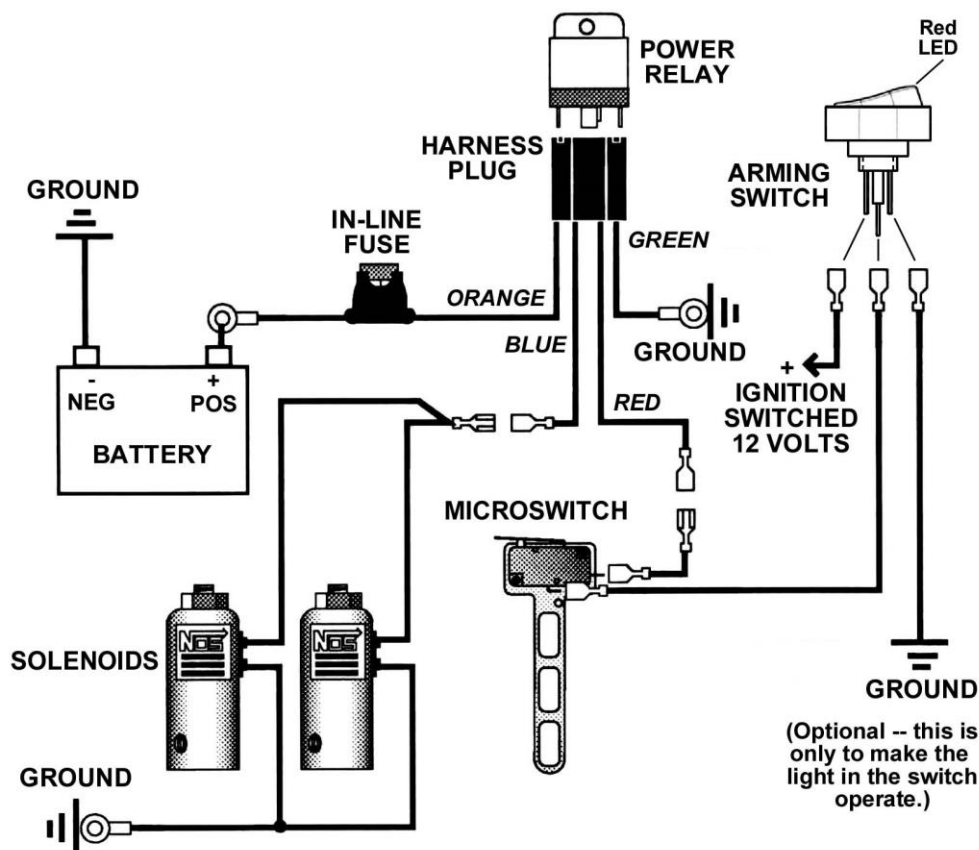 Red
LED
POWER
RELAY
HARNESS
PLUG
ARMING
SWITCH
GROUND
IN-LINE
FUSE
GREEN
ORANGE
BLUE
GROUND
+
IGNITION
SWITCHED
12 VOLTS
-
NEG
+
POS
BATTERY
RED
MICROSWITCH
SOLENOIDS
NOS
NOS
GROUND
GROUND
(Optional -- this is
only to make the
light in the switch
operate.)